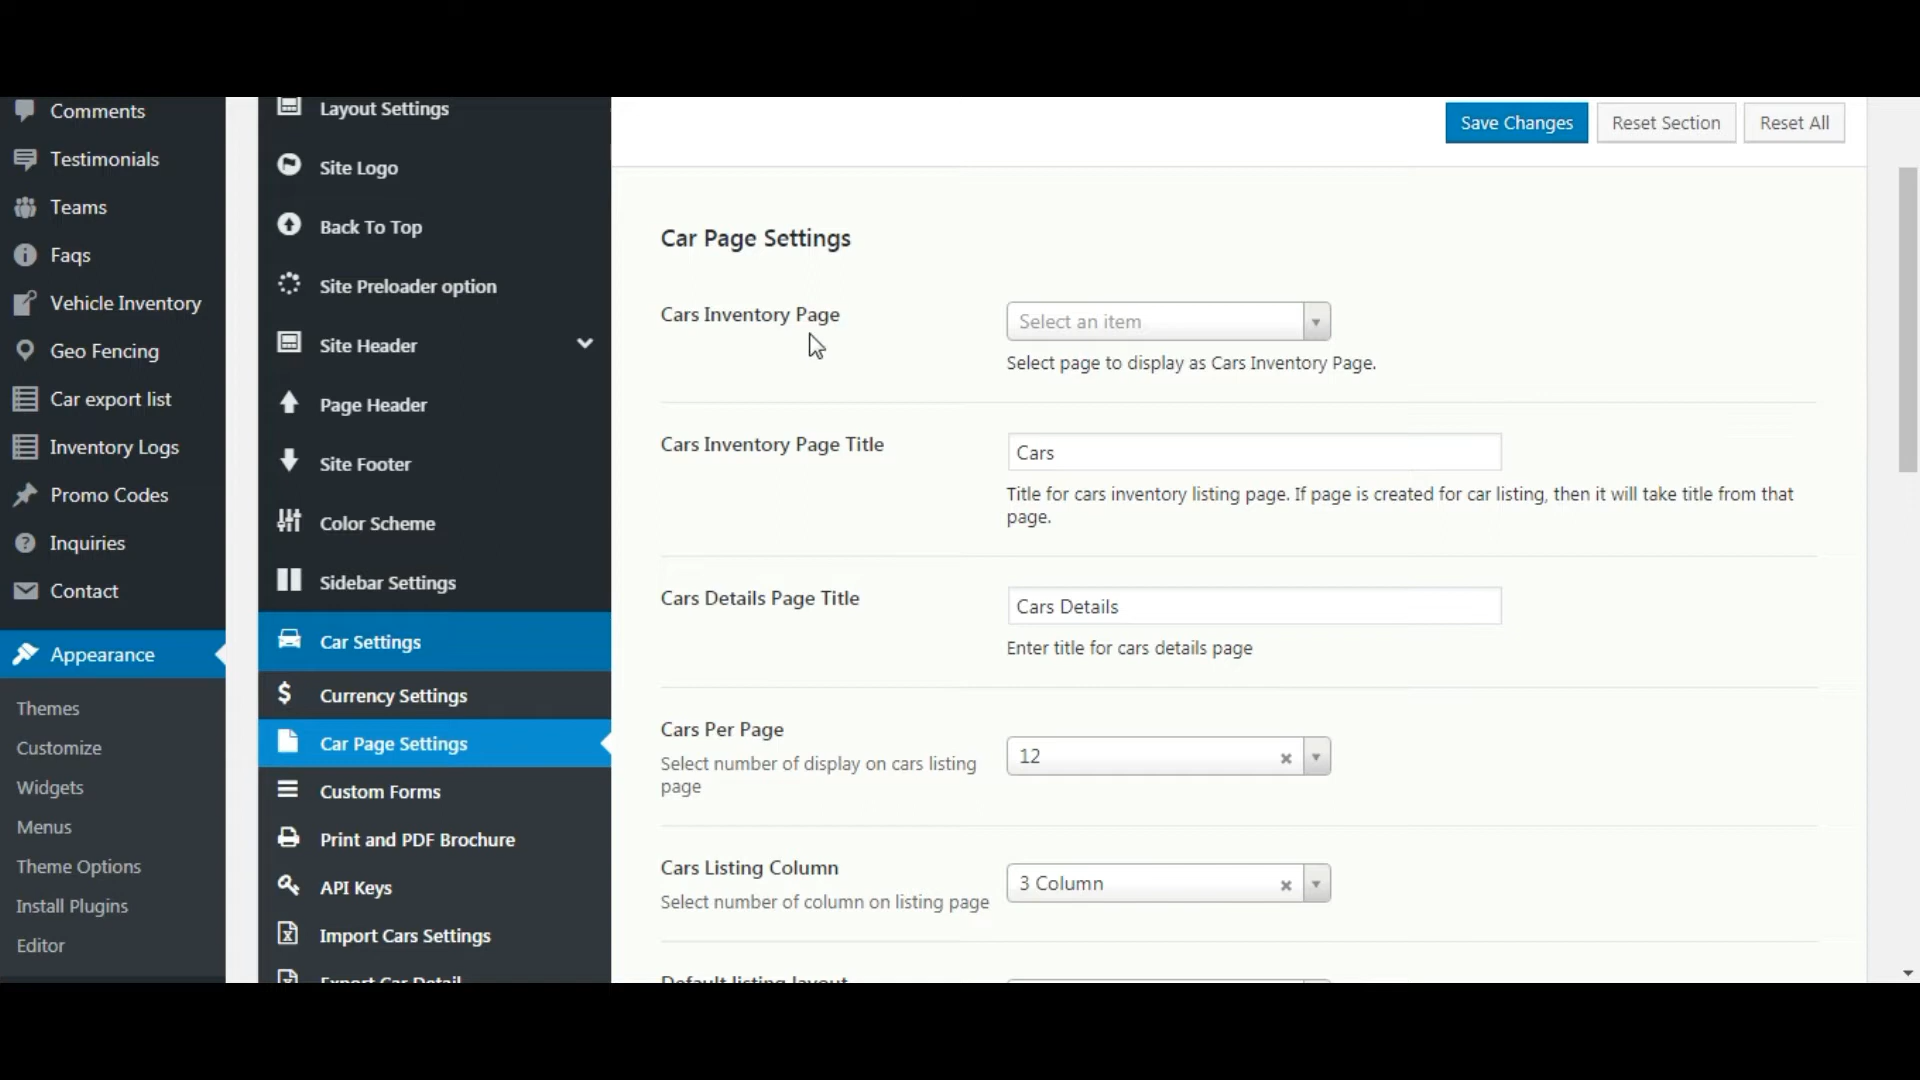 Comments
Testimonials
Teams
Faqs
Vehicle Inventory
Geo Fencing
Car export list
Inventory Logs
Promo Codes
Inquiries
Contact
Appearance
Themes
Customize
Widgets
Menus
Theme Options
Install Plugins
Editor
Layout Settings
Site Logo
Back To Top
Site Preloader option
Site Header
Page Header
Site Footer
Color Scheme
Sidebar Settings
Car Settings
Currency Settings
Car Page Settings
Custom Forms
Print and PDF Brochure
API Keys
Import Cars Settings
Export Car Detail
Save Changes
Reset Section
Reset All
Car Page Settings
Cars Inventory Page
Select an item
Select page to display as Cars Inventory Page.
Cars Inventory Page Title
Cars
Title for cars inventory listing page. If page is created for car listing, then it will take title from that
page.
Cars Details Page Title
Cars Details
Enter title for cars details page
Cars Per Page
Select number of display on cars listing
page
12
Cars Listing Column
Select number of column on listing page
3 Column
Default listing layout